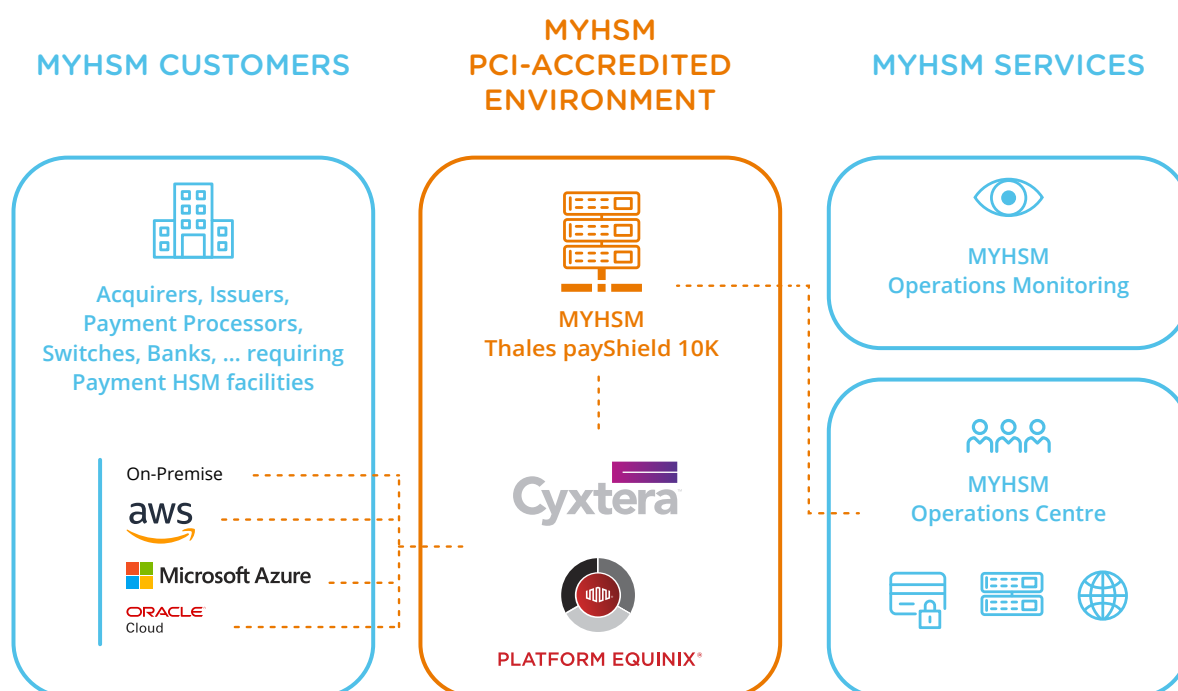 MYHSM CUSTOMERS
MYHSM
PCI-ACCREDITED
ENVIRONMENT
MYHSM SERVICES
Acquirers, Issuers,
Payment Processors,
Switches, Banks, ... requiring
Payment HSM facilities
On-Premise
aws
Microsoft Azure
ORACLE
Cloud
MYHSM
Thales payShield 10K
Cyxtera
PLATFORM EQUINIX®
MYHSM
Operations Monitoring
MYHSM
Operations Centre